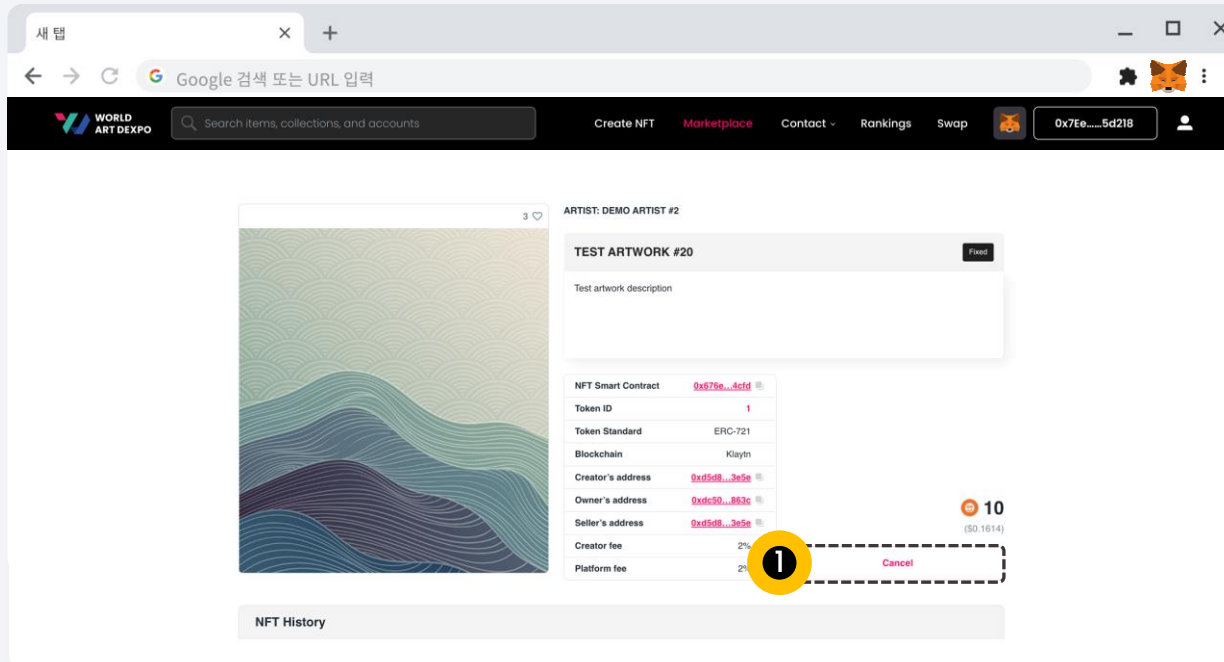 새 탭
Google 검색 또는 URL 입력
WORLD
ART DEXPO
Search items, collections, and accounts
Create NFT
Marketplace
Contact
Rankings
Swap
0x7Ee......5d218
3
ARTIST: DEMO ARTIST #2
TEST ARTWORK #20
Fixed
Test artwork description
NFT Smart Contract 0x676e...4cfd
Token ID 1
Token Standard ERC-721
Blockchain Klaytn
Creator's address 0xd5d8...3e5e
Owner's address 0xdc50...863c
Seller's address 0xd5d8...3e5e
Creator fee 2%
Platform fee 2%
10
($0.1614)
1
Cancel
NFT History